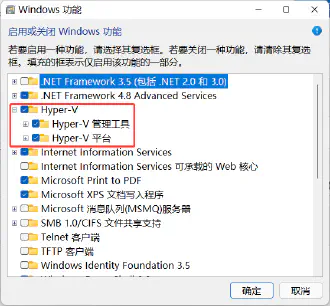 Windows 功能
启用或关闭 Windows 功能
若要启用一种功能，请选择其复选框。若要关闭一种功能，请清除其复选
框。填充的框表示仅启用该功能的一部分。
.NET Framework 3.5 (包括 .NET 2.0 和 3.0)
.NET Framework 4.8 Advanced Services
Hyper-V
Hyper-V 管理工具
Hyper-V 平台
Internet Information Services
Internet Information Services 可承载的 Web 核心
Microsoft Print to PDF
Microsoft XPS 文档写入程序
Microsoft 消息队列(MSMQ)服务器
SMB 1.0/CIFS 文件共享支持
Telnet 客户端
TFTP 客户端
Windows Identity Foundation 3.5
确定
取消